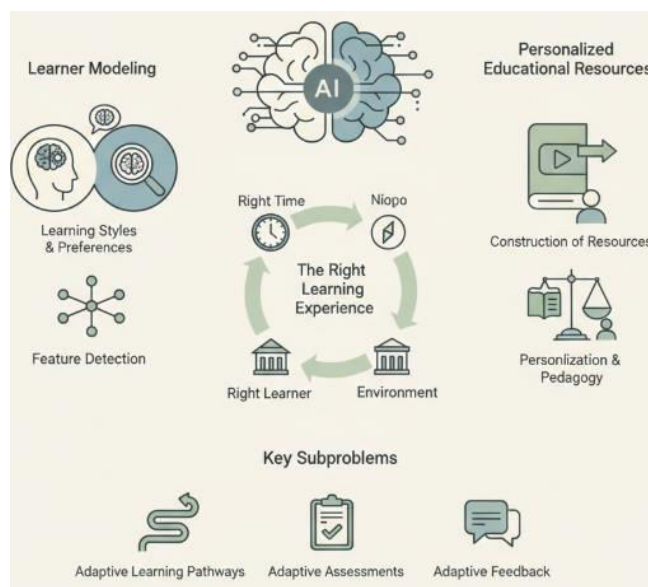 Learner Modeling
Learning Styles
& Preferences
Feature Detection
AI
Right Time
Niopo
The Right
Learning
Experience
Right Learner
Environment
Personalized
Educational Resources
Construction of Resources
Personlization &
Pedagogy
Key Subproblems
Adaptive Learning Pathways
Adaptive Assessments
Adaptive Feedback